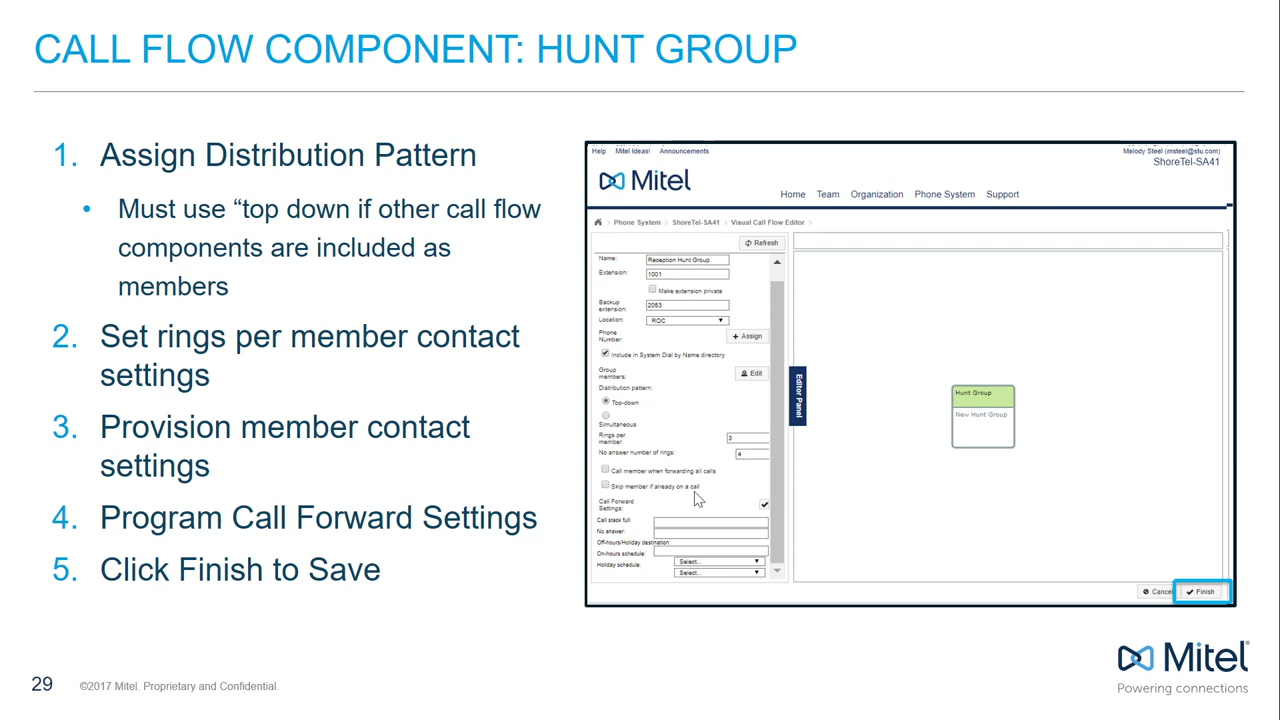 CALL FLOW COMPONENT: HUNT GROUP
1. Assign Distribution Pattern
• Must use “top down if other call flow
components are included as
members
2. Set rings per member contact
settings
3. Provision member contact
settings
4. Program Call Forward Settings
5. Click Finish to Save
Help Mitel Ideas! Announcements
Melody Steel (msteel@stu.com)
ShoreTel-SA41
Mitel
Home Team Organization Phone System Support
Phone System > ShoreTel-SA41 > Visual Call Flow Editor >
Refresh
Name: Reception Hunt Group
Extension: 1001
Make extension private
Backup
extension: 2053
Location: ROC
Phone
Number: + Assign
Include in System Dial by Name directory
Group
members: Edit
Distribution pattern:
Top-down
Simultaneous
Rings per
member: 3
No answer number of rings: 4
Call member when forwarding all calls
Skip member if already on a call
Call Forward
Settings:
Call stack full:
No answer:
Off-hours/Holiday destination:
On-hours schedule: Select...
Holiday schedule: Select...
Editor Panel
Hunt Group
New Hunt Group
Cancel Finish
Mitel
Powering connections
29 ©2017 Mitel. Proprietary and Confidential.